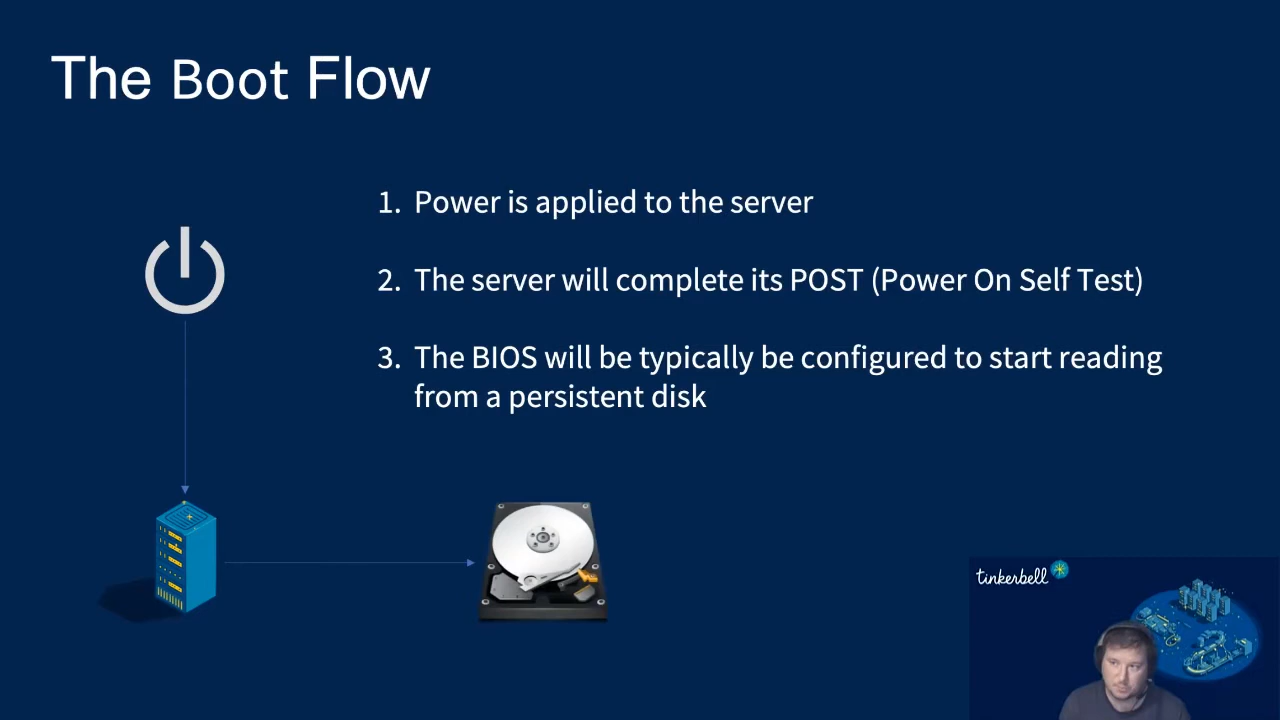 The Boot Flow
1. Power is applied to the server
2. The server will complete its POST (Power On Self Test)
3. The BIOS will be typically be configured to start reading
from a persistent disk
tinkerbell